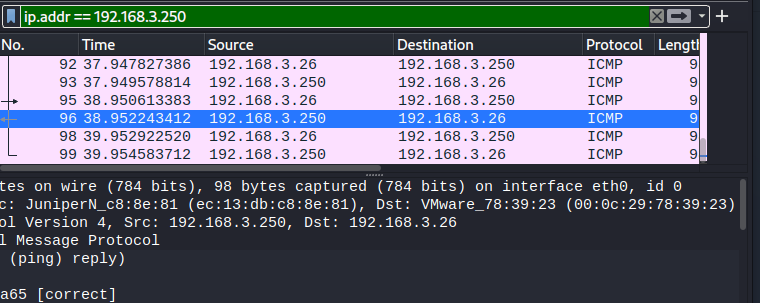 ip.addr == 192.168.3.250
No. Time Source Destination Protocol Length
92 37.947827386 192.168.3.26 192.168.3.250 ICMP 9
93 37.949578814 192.168.3.250 192.168.3.26 ICMP 9
95 38.950613383 192.168.3.26 192.168.3.250 ICMP 9
96 38.952243412 192.168.3.250 192.168.3.26 ICMP 9
98 39.952922520 192.168.3.26 192.168.3.250 ICMP 9
99 39.954583712 192.168.3.250 192.168.3.26 ICMP 9
tes on wire (784 bits), 98 bytes captured (784 bits) on interface eth0, id 0
c: JuniperN_c8:8e:81 (ec:13:db:c8:8e:81), Dst: VMware_78:39:23 (00:0c:29:78:39:23)
ol Version 4, Src: 192.168.3.250, Dst: 192.168.3.26
l Message Protocol
(ping) reply)
a65 [correct]